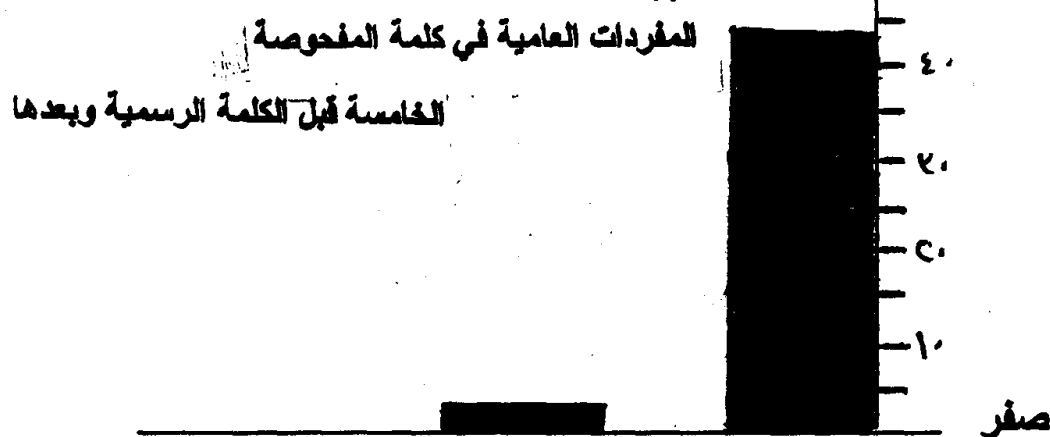 المفردات العامية في كلمة المفحوصة
الخامسة قبل الكلمة الرسمية وبعدها
٤٠
٣٠
٢٠
١٠
صفر